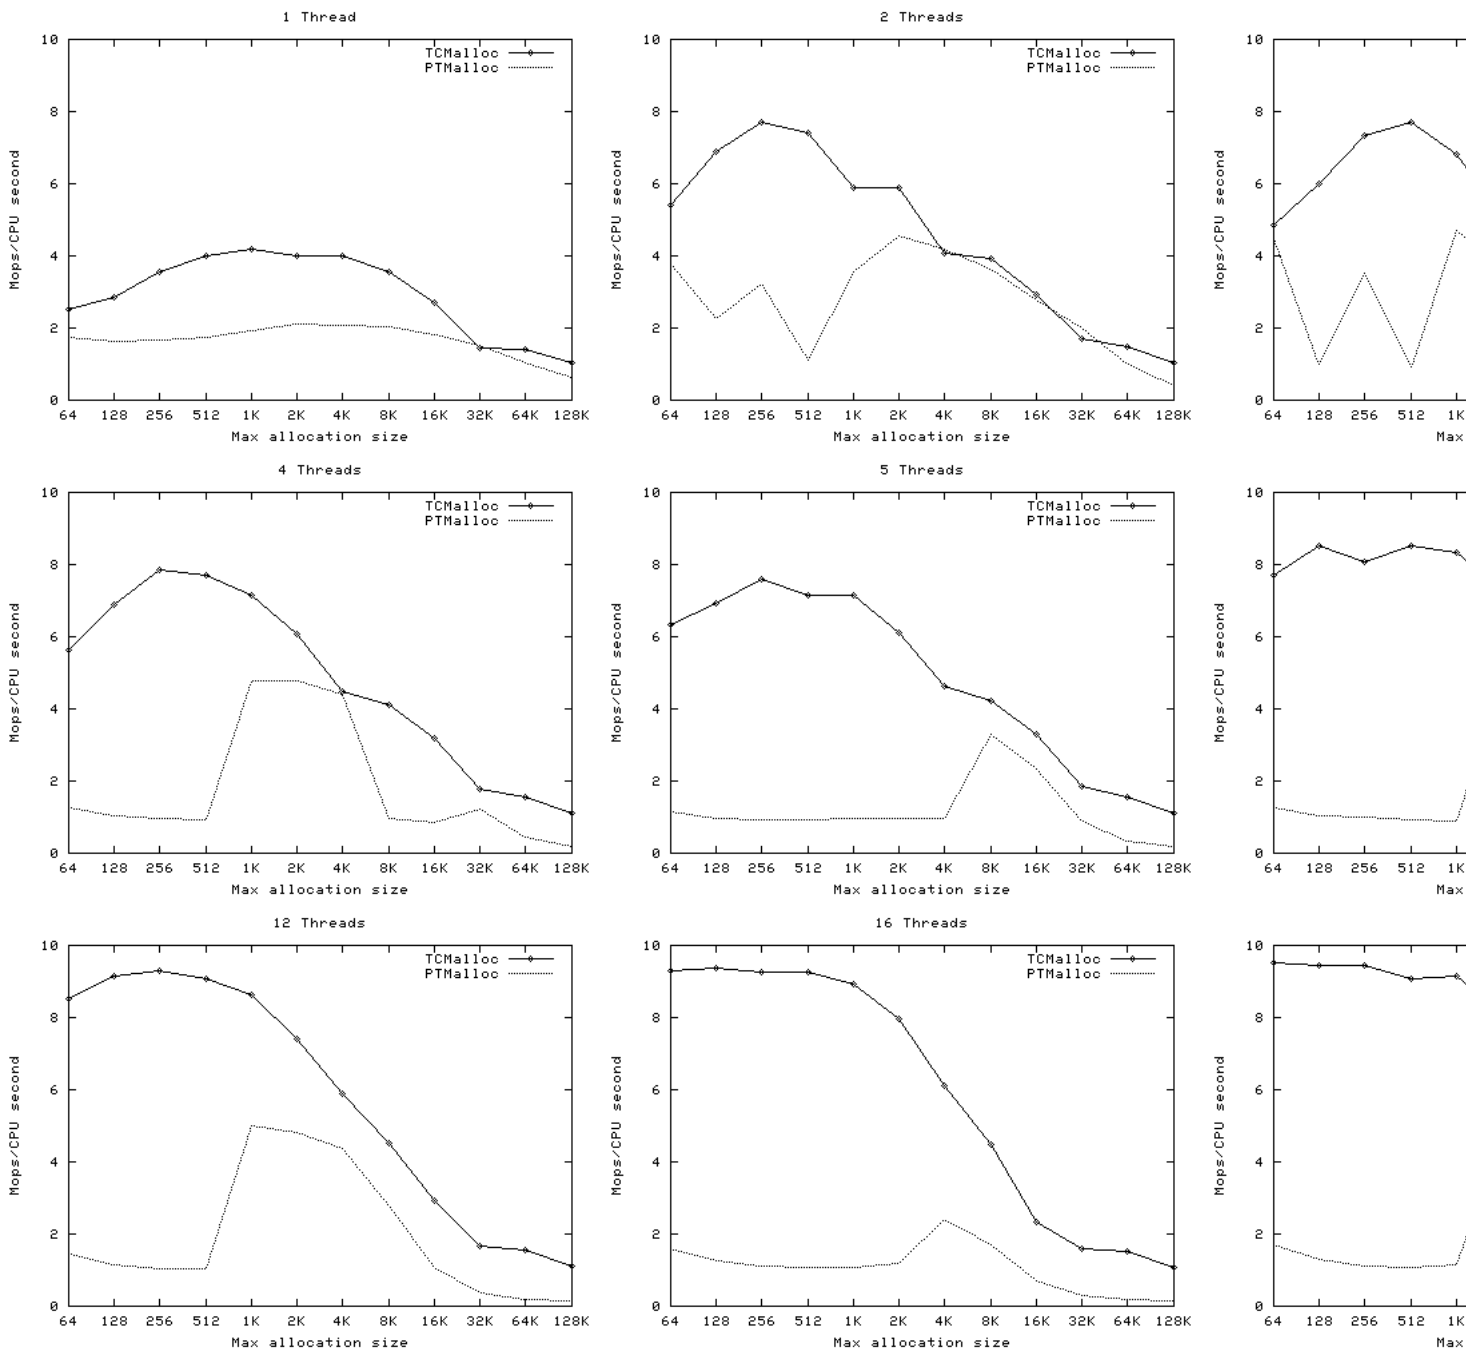 1 Thread
10
8
6
4
2
0
Mops/CPU second
TCMalloc
PTMalloc
64 128 256 512 1K 2K 4K 8K 16K 32K 64K 128K
Max allocation size
2 Threads
10
8
6
4
2
0
Mops/CPU second
TCMalloc
PTMalloc
64 128 256 512 1K 2K 4K 8K 16K 32K 64K 128K
Max allocation size
10
8
6
4
2
0
Mops/CPU second
64 128 256 512 1K
Max
4 Threads
10
8
6
4
2
0
Mops/CPU second
TCMalloc
PTMalloc
64 128 256 512 1K 2K 4K 8K 16K 32K 64K 128K
Max allocation size
5 Threads
10
8
6
4
2
0
Mops/CPU second
TCMalloc
PTMalloc
64 128 256 512 1K 2K 4K 8K 16K 32K 64K 128K
Max allocation size
10
8
6
4
2
0
Mops/CPU second
64 128 256 512 1K
Max
12 Threads
10
8
6
4
2
0
Mops/CPU second
TCMalloc
PTMalloc
64 128 256 512 1K 2K 4K 8K 16K 32K 64K 128K
Max allocation size
16 Threads
10
8
6
4
2
0
Mops/CPU second
TCMalloc
PTMalloc
64 128 256 512 1K 2K 4K 8K 16K 32K 64K 128K
Max allocation size
10
8
6
4
2
0
Mops/CPU second
64 128 256 512 1K
Max